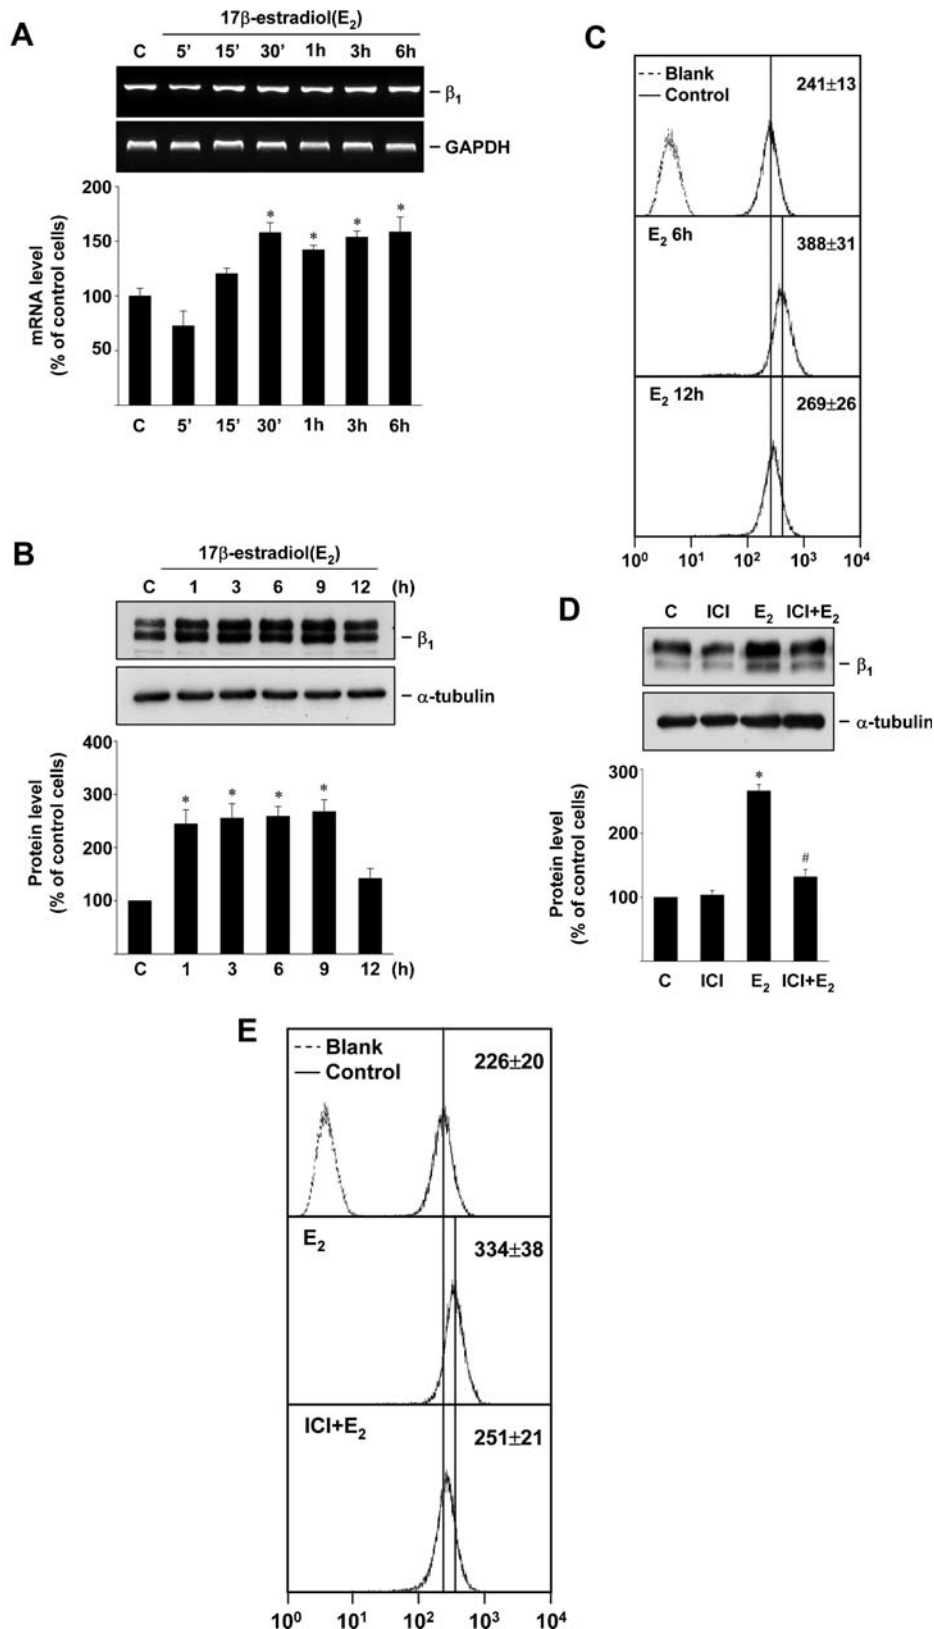 A
17β-estradiol(E₂)
C 5’ 15’ 30’ 1h 3h 6h
β₁
GAPDH
mRNA level
(% of control cells)
200
150
100
50
* * * *
C 5’ 15’ 30’ 1h 3h 6h
B
17β-estradiol(E₂)
C 1 3 6 9 12 (h)
β₁
α-tubulin
Protein level
(% of control cells)
400
300
200
100
* * * *
C 1 3 6 9 12 (h)
C
Blank
Control
241±13
E₂ 6h
388±31
E₂ 12h
269±26
10⁰ 10¹ 10² 10³ 10⁴
D
C ICI E₂ ICI+E₂
β₁
α-tubulin
Protein level
(% of control cells)
300
200
100
*
#
C ICI E₂ ICI+E₂
E
Blank
Control
226±20
E₂
334±38
ICI+E₂
251±21
10⁰ 10¹ 10² 10³ 10⁴